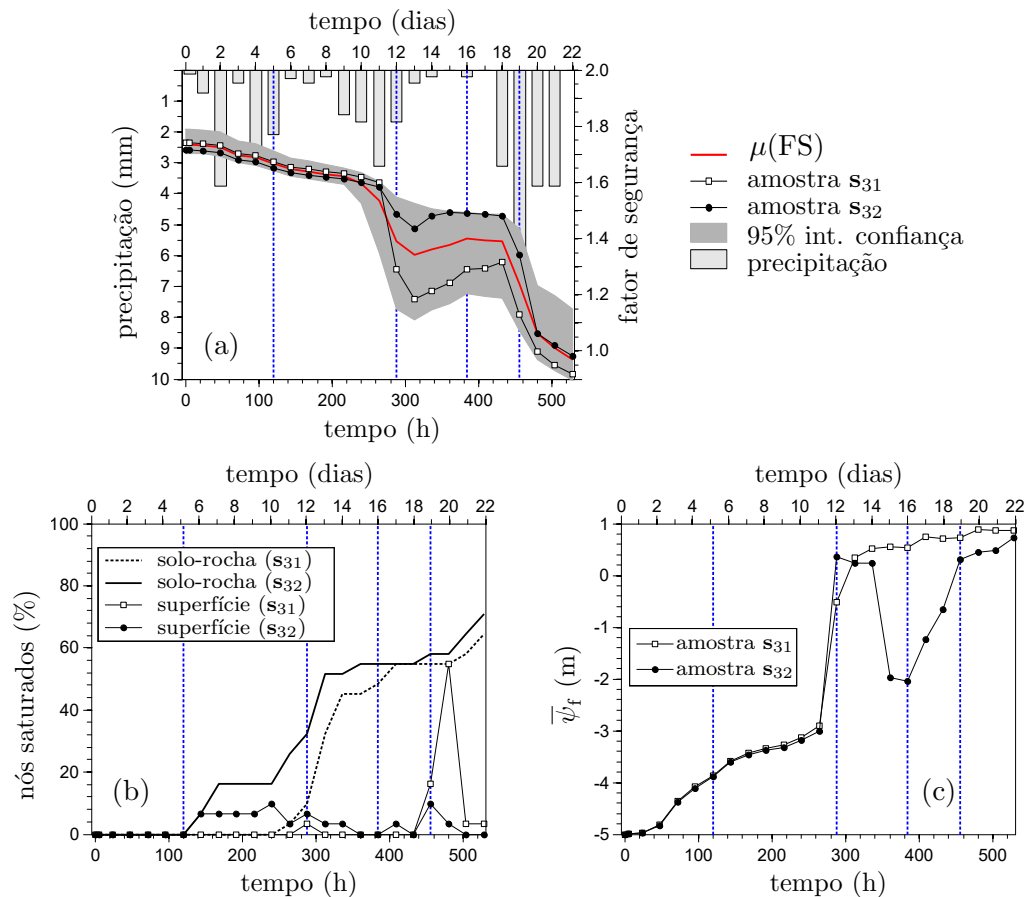 tempo (dias)
0 2 4 6 8 10 12 14 16 18 20 22
precipitação (mm)
1
2
3
4
5
6
7
8
9
10
2.0
1.8
1.6
1.4
1.2
1.0
fator de segurança
(a)
0 100 200 300 400 500
tempo (h)
μ(FS)
amostra s31
amostra s32
95% int. confiança
precipitação
tempo (dias)
0 2 4 6 8 10 12 14 16 18 20 22
nós saturados (%)
100
80
60
40
20
0
solo-rocha (s31)
solo-rocha (s32)
superfície (s31)
superfície (s32)
(b)
0 100 200 300 400 500
tempo (h)
tempo (dias)
0 2 4 6 8 10 12 14 16 18 20 22
ψ̅f (m)
1
0
-1
-2
-3
-4
-5
amostra s31
amostra s32
(c)
0 100 200 300 400 500
tempo (h)